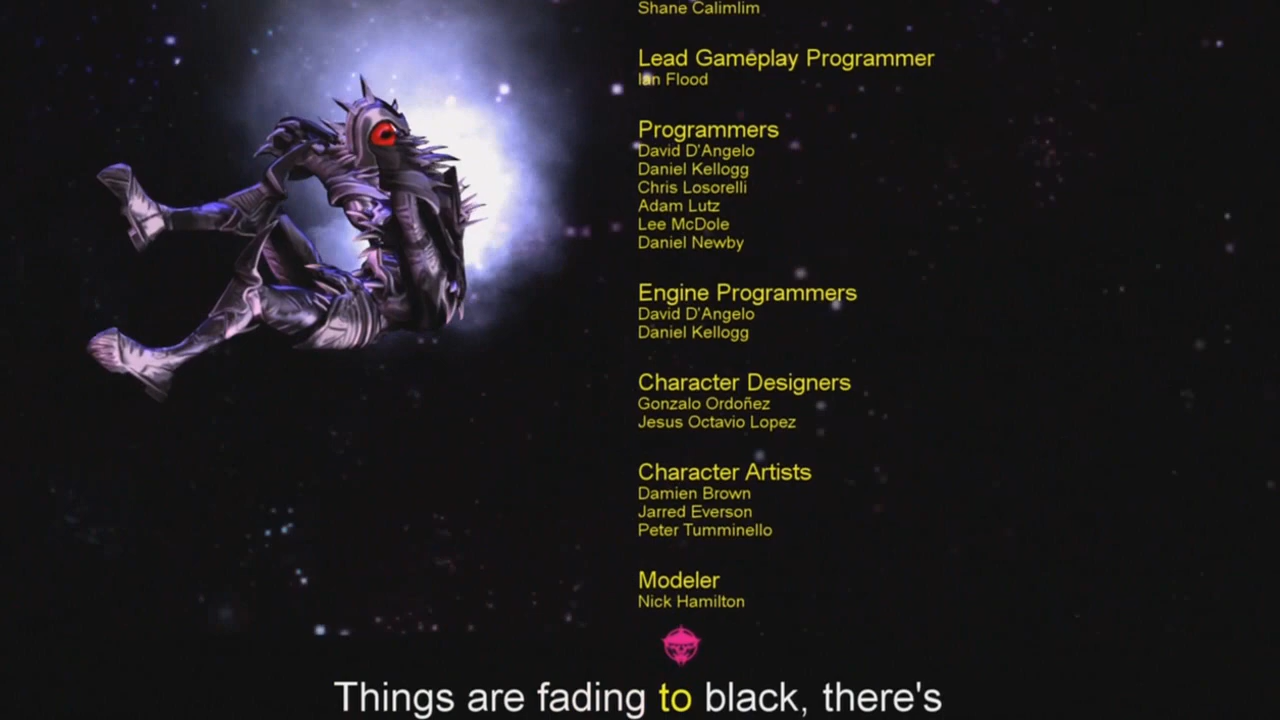 Shane Calimlim
Lead Gameplay Programmer
Ian Flood
Programmers
David D'Angelo
Daniel Kellogg
Chris Losorelli
Adam Lutz
Lee McDole
Daniel Newby
Engine Programmers
David D'Angelo
Daniel Kellogg
Character Designers
Gonzalo Ordoñez
Jesus Octavio Lopez
Character Artists
Damien Brown
Jarred Everson
Peter Tumminello
Modeler
Nick Hamilton
Things are fading to black, there's